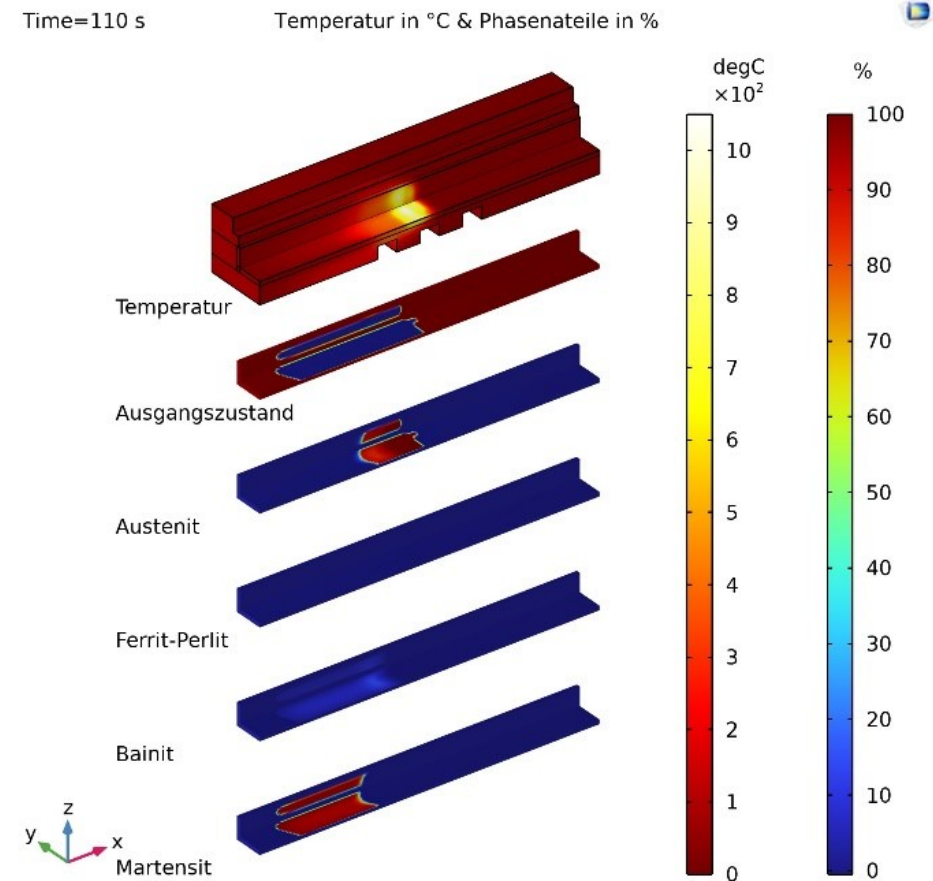 Time=110 s
Temperatur in °C & Phasenateile in %
degC
×10²
%
10
9
8
7
6
5
4
3
2
1
0
100
90
80
70
60
50
40
30
20
10
0
Temperatur
Ausgangszustand
Austenit
Ferrit-Perlit
Bainit
Martensit
z
y
x